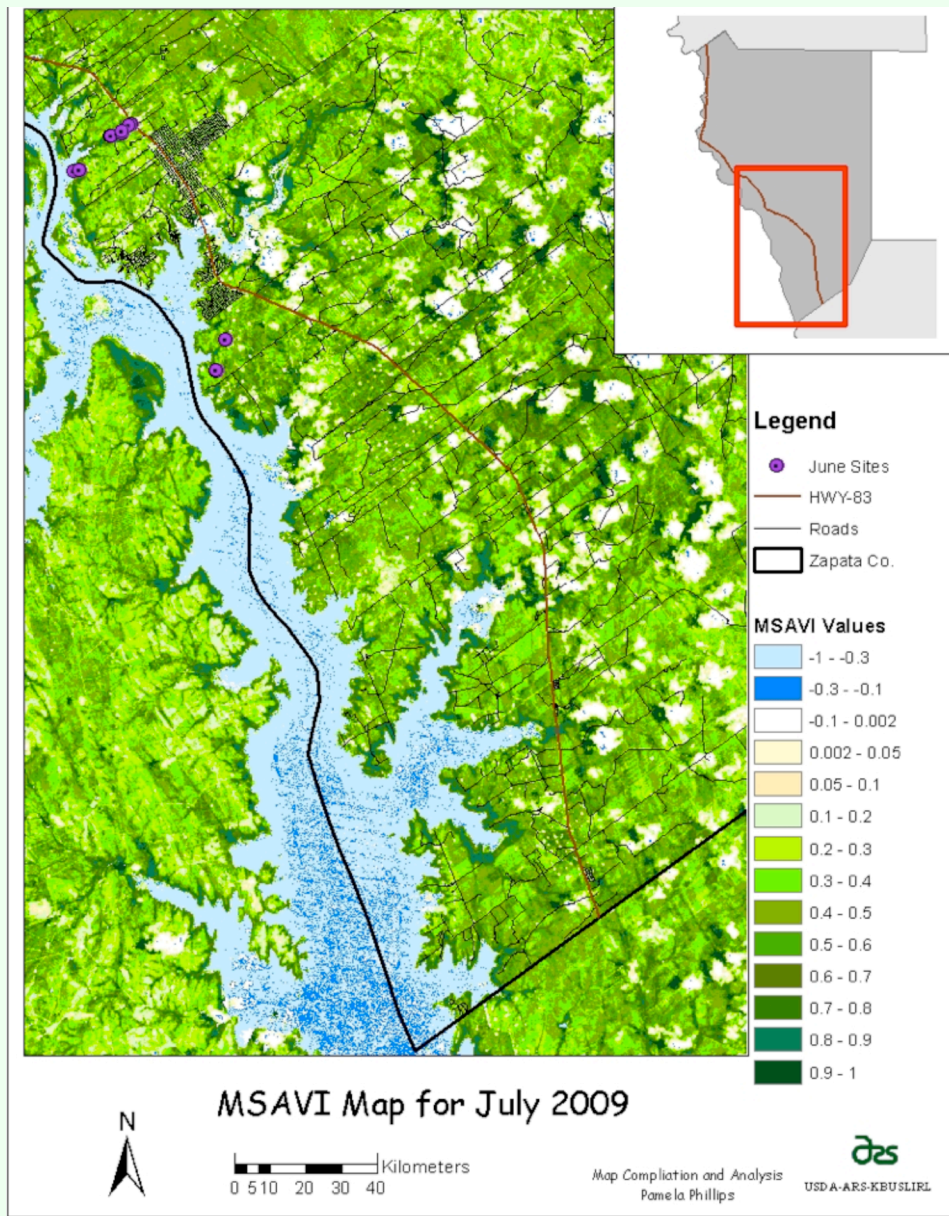 Legend
June Sites
HWY-83
Roads
Zapata Co.
MSAVI Values
-1 - -0.3
-0.3 - -0.1
-0.1 - 0.002
0.002 - 0.05
0.05 - 0.1
0.1 - 0.2
0.2 - 0.3
0.3 - 0.4
0.4 - 0.5
0.5 - 0.6
0.6 - 0.7
0.7 - 0.8
0.8 - 0.9
0.9 - 1
MSAVI Map for July 2009
N
Kilometers
0 5 10 20 30 40
Map Compliation and Analysis
Pamela Phillips
ars
USDA-ARS-KBUSLIRL